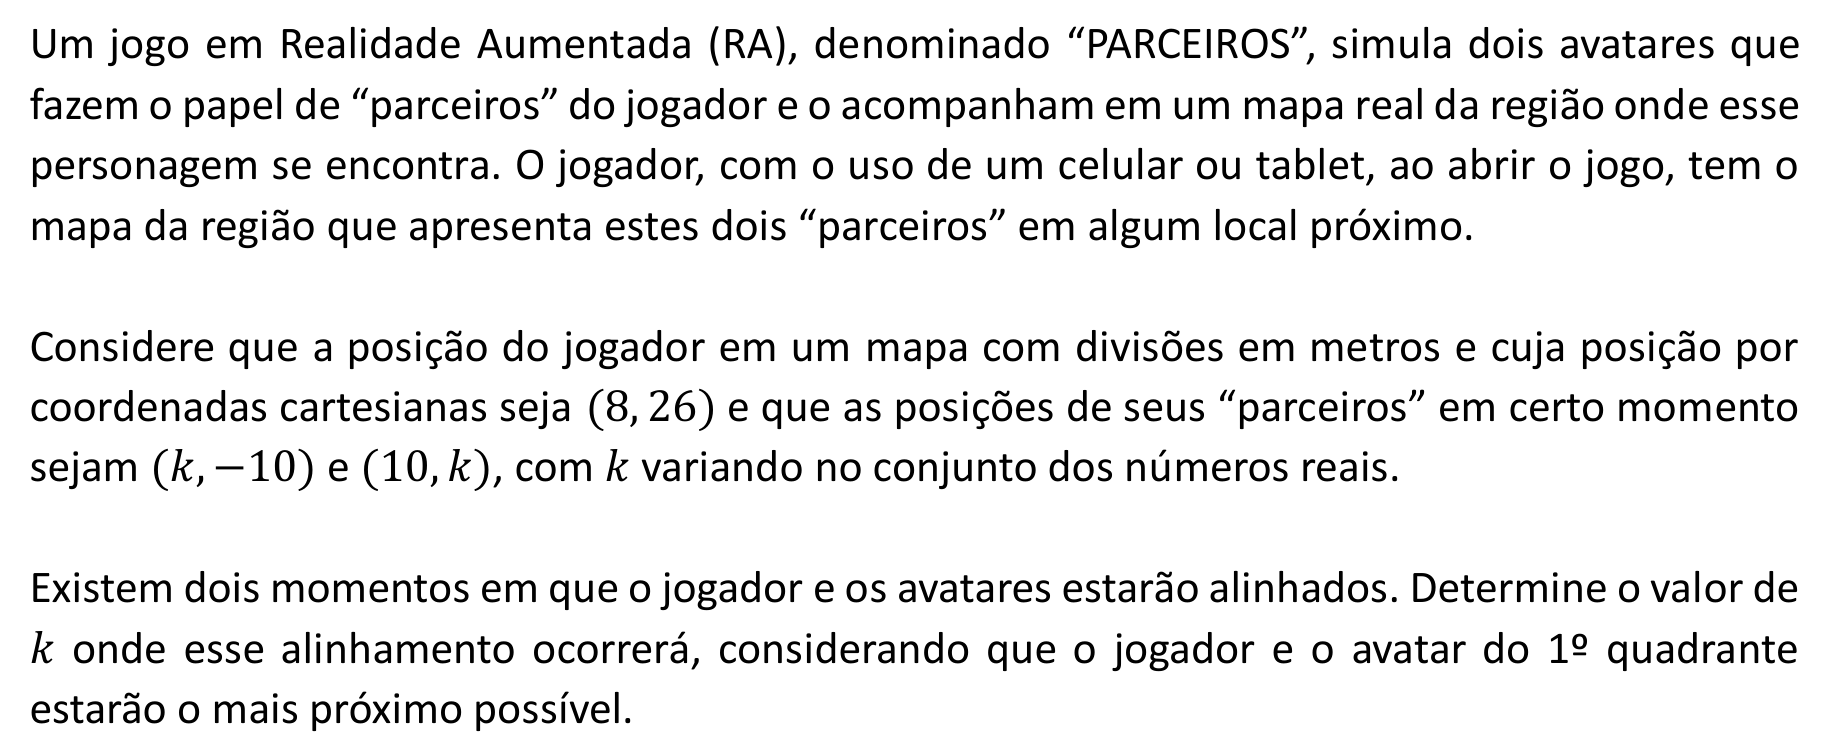 Um jogo em Realidade Aumentada (RA), denominado “PARCEIROS”, simula dois avatares que
fazem o papel de “parceiros” do jogador e o acompanham em um mapa real da região onde esse
personagem se encontra. O jogador, com o uso de um celular ou tablet, ao abrir o jogo, tem o
mapa da região que apresenta estes dois “parceiros” em algum local próximo.
Considere que a posição do jogador em um mapa com divisões em metros e cuja posição por
coordenadas cartesianas seja (8, 26) e que as posições de seus “parceiros” em certo momento
sejam (k, −10) e (10, k), com k variando no conjunto dos números reais.
Existem dois momentos em que o jogador e os avatares estarão alinhados. Determine o valor de
k onde esse alinhamento ocorrerá, considerando que o jogador e o avatar do 1º quadrante
estarão o mais próximo possível.